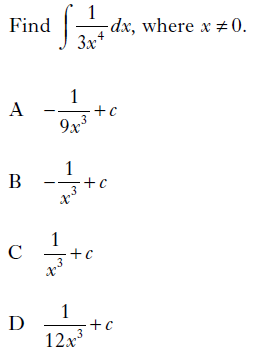 Find ∫ 1/(3x⁴) dx, where x ≠ 0.
A −1/(9x³) + c
B −1/x³ + c
C 1/x³ + c
D 1/(12x³) + c